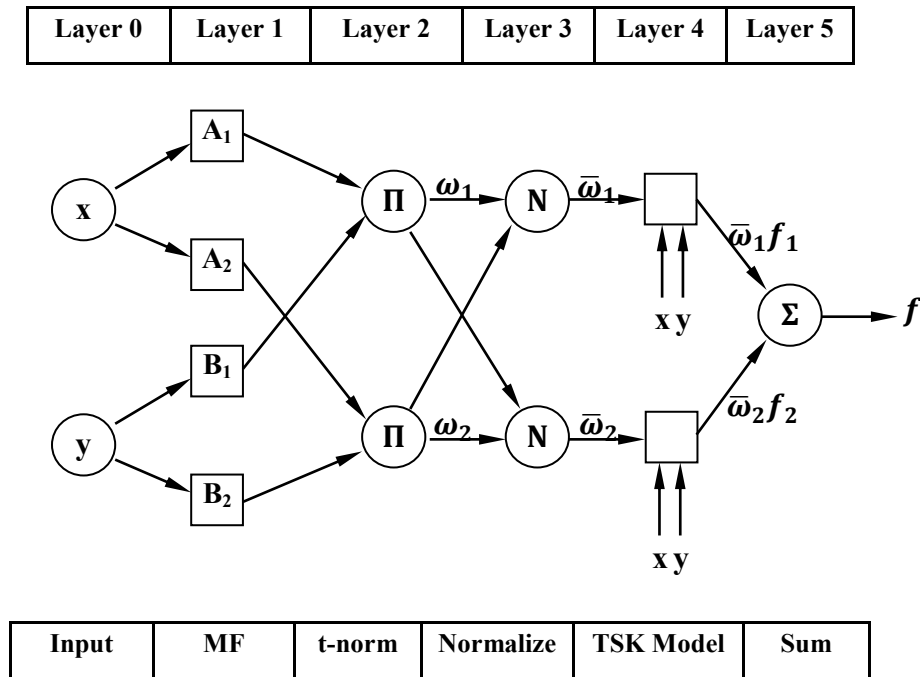 Layer 0 Layer 1 Layer 2 Layer 3 Layer 4 Layer 5
A₁
x
A₂
B₁
y
B₂
Π
Π
ω₁
ω₂
N
N
ω̅₁
ω̅₂
x y
x y
ω̅₁f₁
ω̅₂f₂
Σ
f
Input MF t-norm Normalize TSK Model Sum